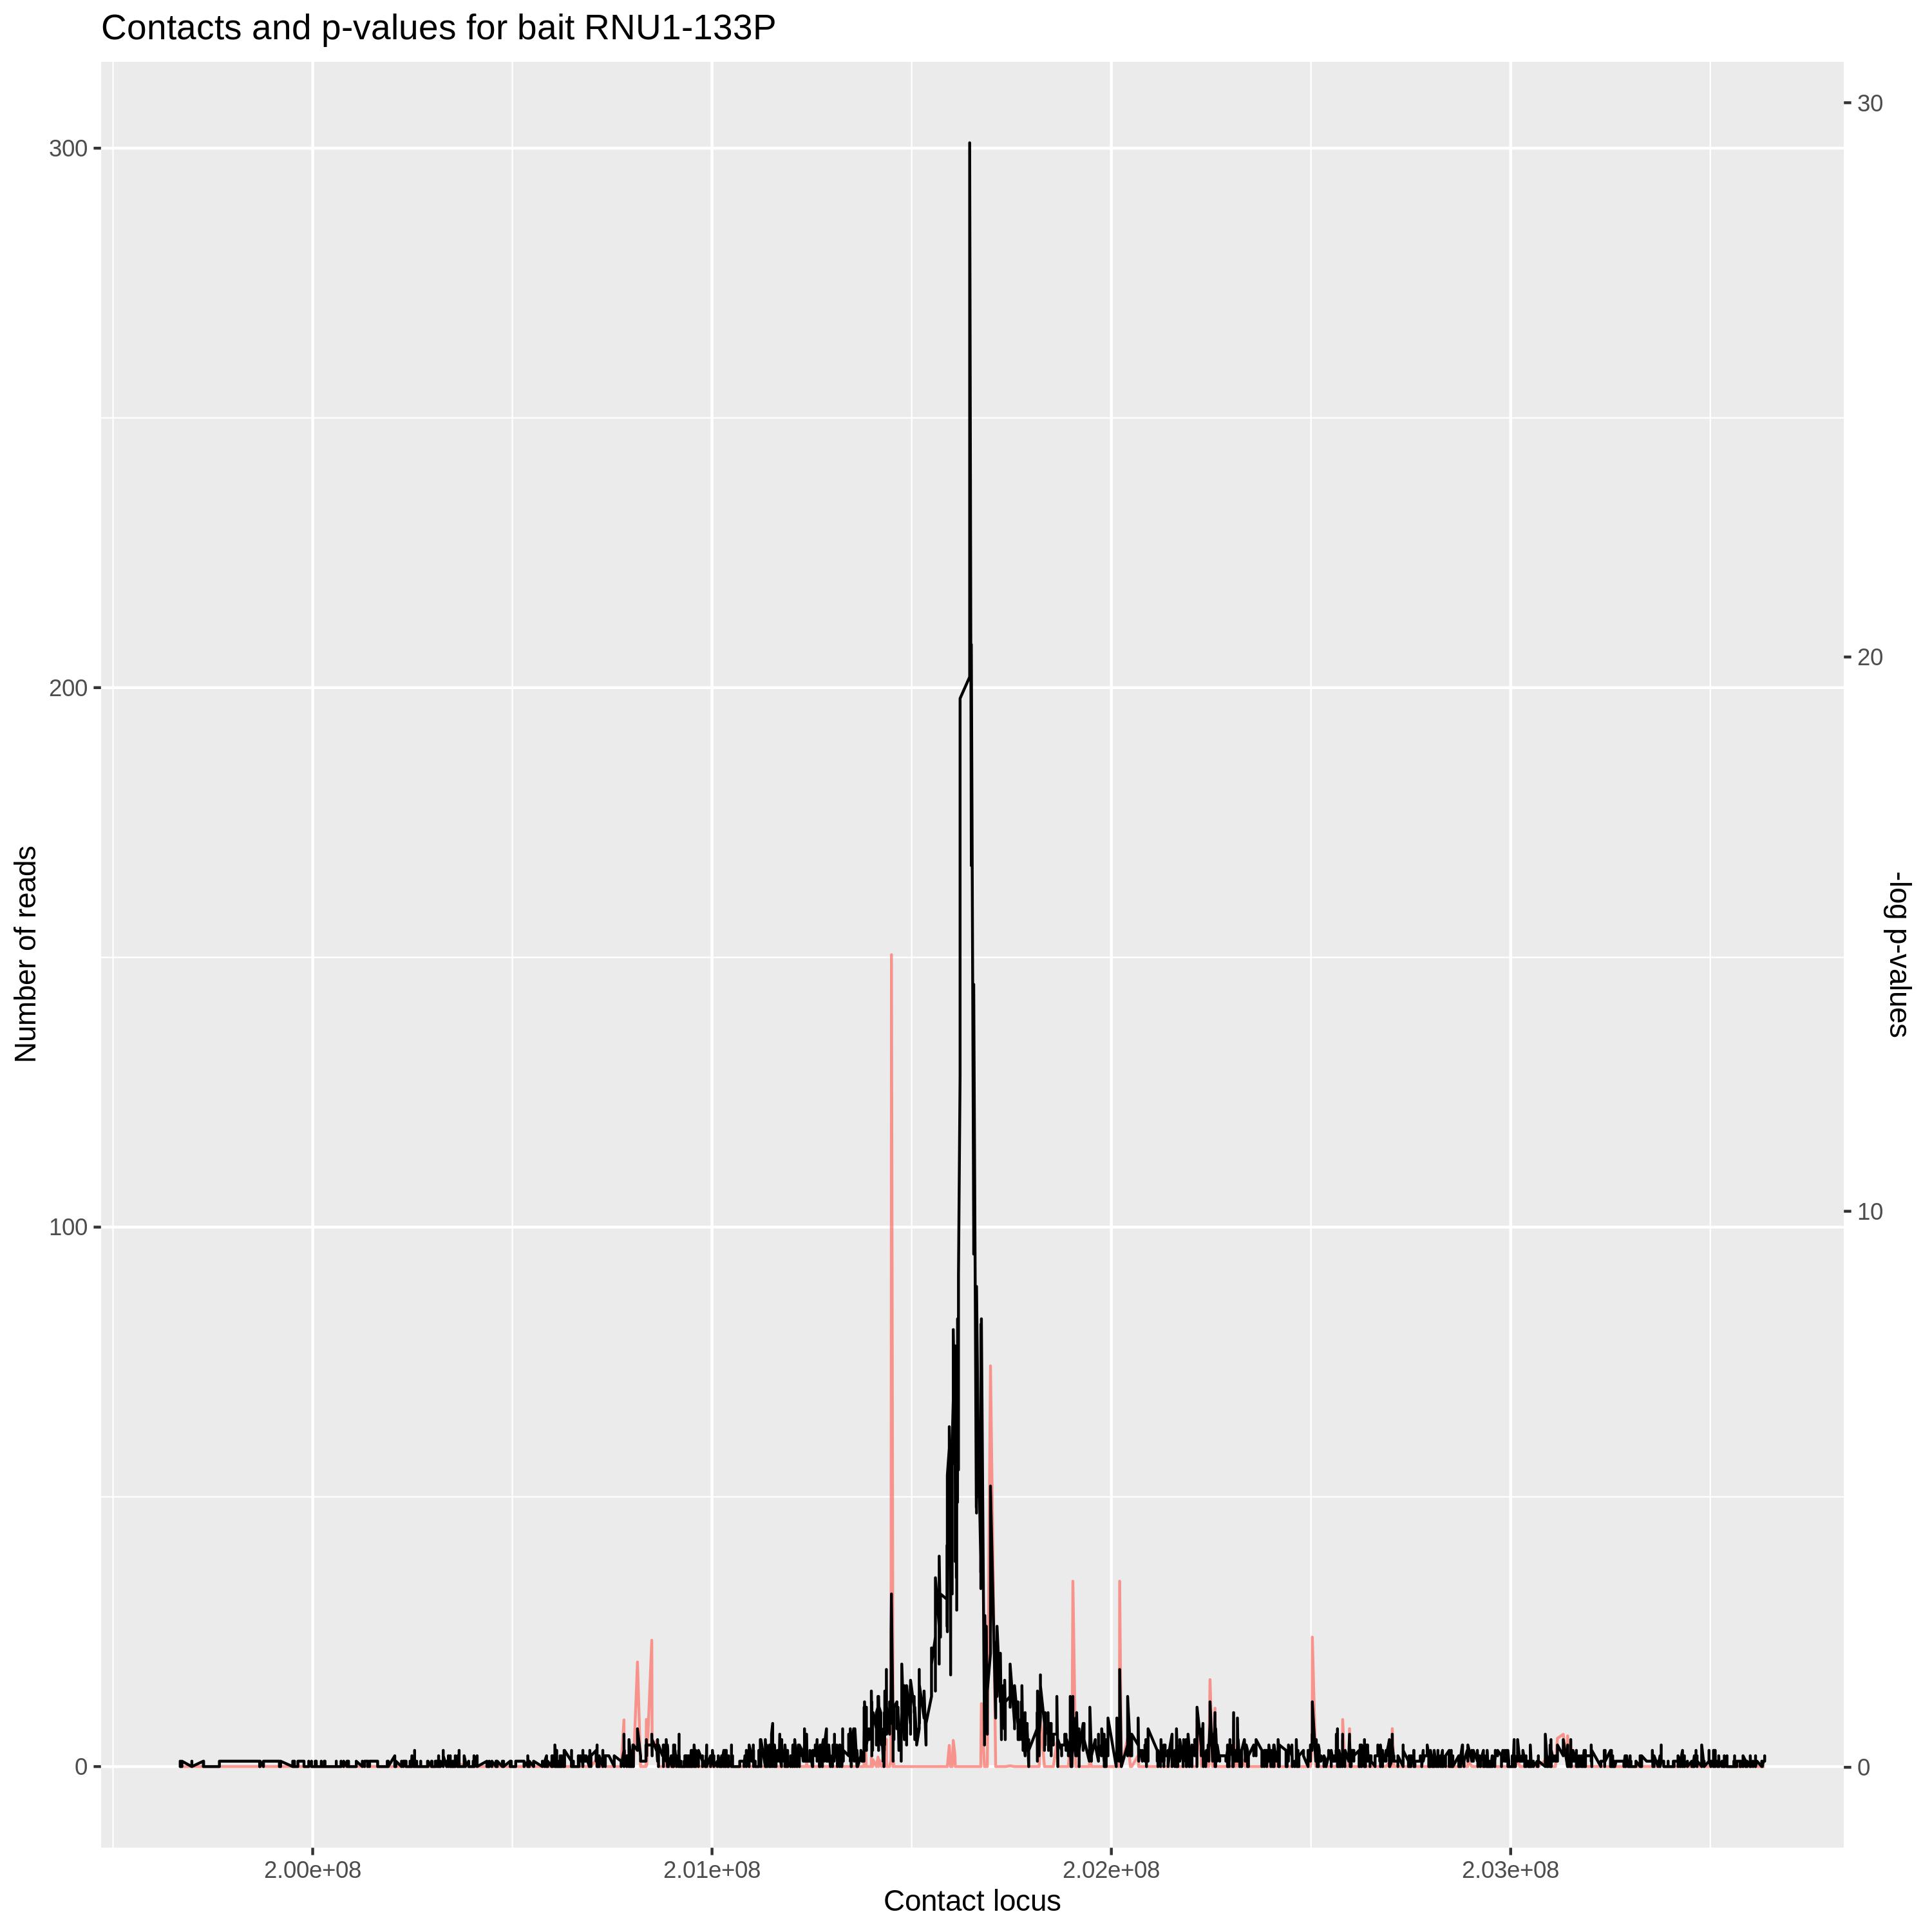 Contacts and p-values for bait RNU1-133P
300
200
100
0
Number of reads
30
20
10
0
-log p-values
2.00e+08
2.01e+08
2.02e+08
2.03e+08
Contact locus